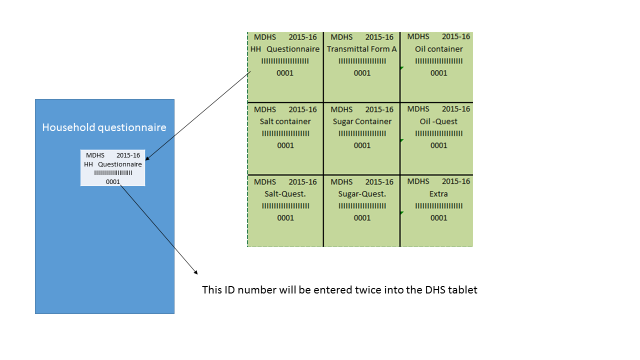 MDHS 2015-16 MDHS 2015-16 MDHS 2015-16
HH Questionnaire Transmittal Form A Oil container
0001 0001 0001
MDHS 2015-16 MDHS 2015-16 MDHS 2015-16
Salt container Sugar Container Oil -Quest
0001 0001 0001
MDHS 2015-16 MDHS 2015-16 MDHS 2015-16
Salt-Quest. Sugar-Quest. Extra
0001 0001 0001
Household questionnaire
MDHS 2015-16
HH Questionnaire
0001
This ID number will be entered twice into the DHS tablet